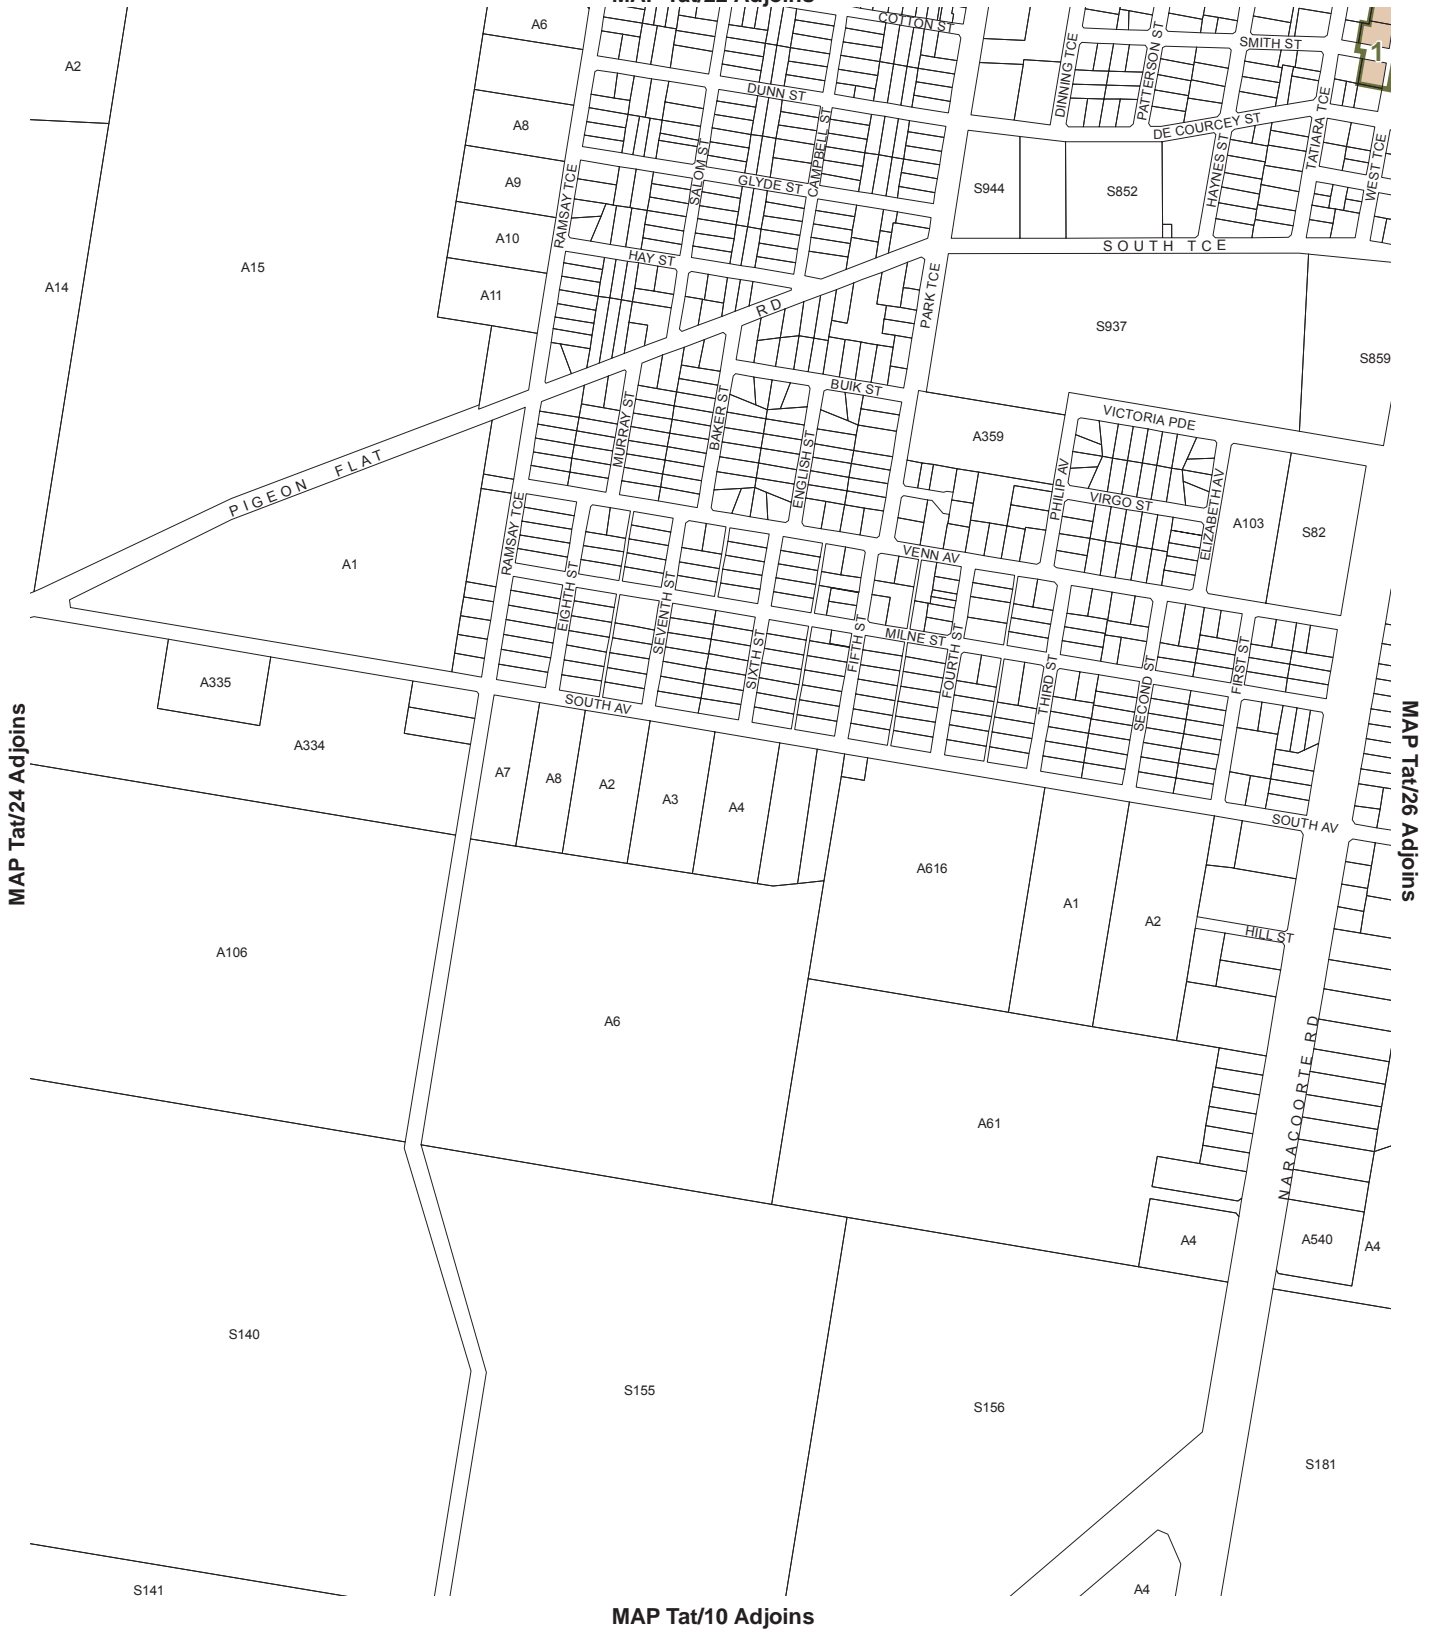 MAP Tat/22 Adjoins
A6
COTTON ST
SMITH ST
1
A2
DUNN ST
DINNING TCE
PATTERSON ST
TATIARA TCE
A8
CAMPBELL ST
DE COURCEY ST
SALOM ST
HAYNES ST
WEST TCE
A9
GLYDE ST
S944
S852
RAMSAY TCE
A10
SOUTH TCE
HAY ST
A15
A14
A11
RD
PARK TCE
S937
S859
BUIK ST
MURRAY ST
BAKER ST
VICTORIA PDE
A359
ENGLISH ST
PIGEON FLAT
PHILIP AV
VIRGO ST
ELIZABETH AV
A103
S82
RAMSAY TCE
VENN AV
A1
EIGHTH ST
SEVENTH ST
SIXTH ST
FIFTH ST
MILNE ST
FOURTH ST
THIRD ST
SECOND ST
FIRST ST
A335
SOUTH AV
A334
MAP Tat/24 Adjoins
MAP Tat/26 Adjoins
A7
A8
A2
A3
A4
SOUTH AV
A616
A1
A2
HILL ST
A106
A6
NARACOORTE RD
A61
A4
A540
A4
S140
S155
S156
S181
S141
A4
MAP Tat/10 Adjoins